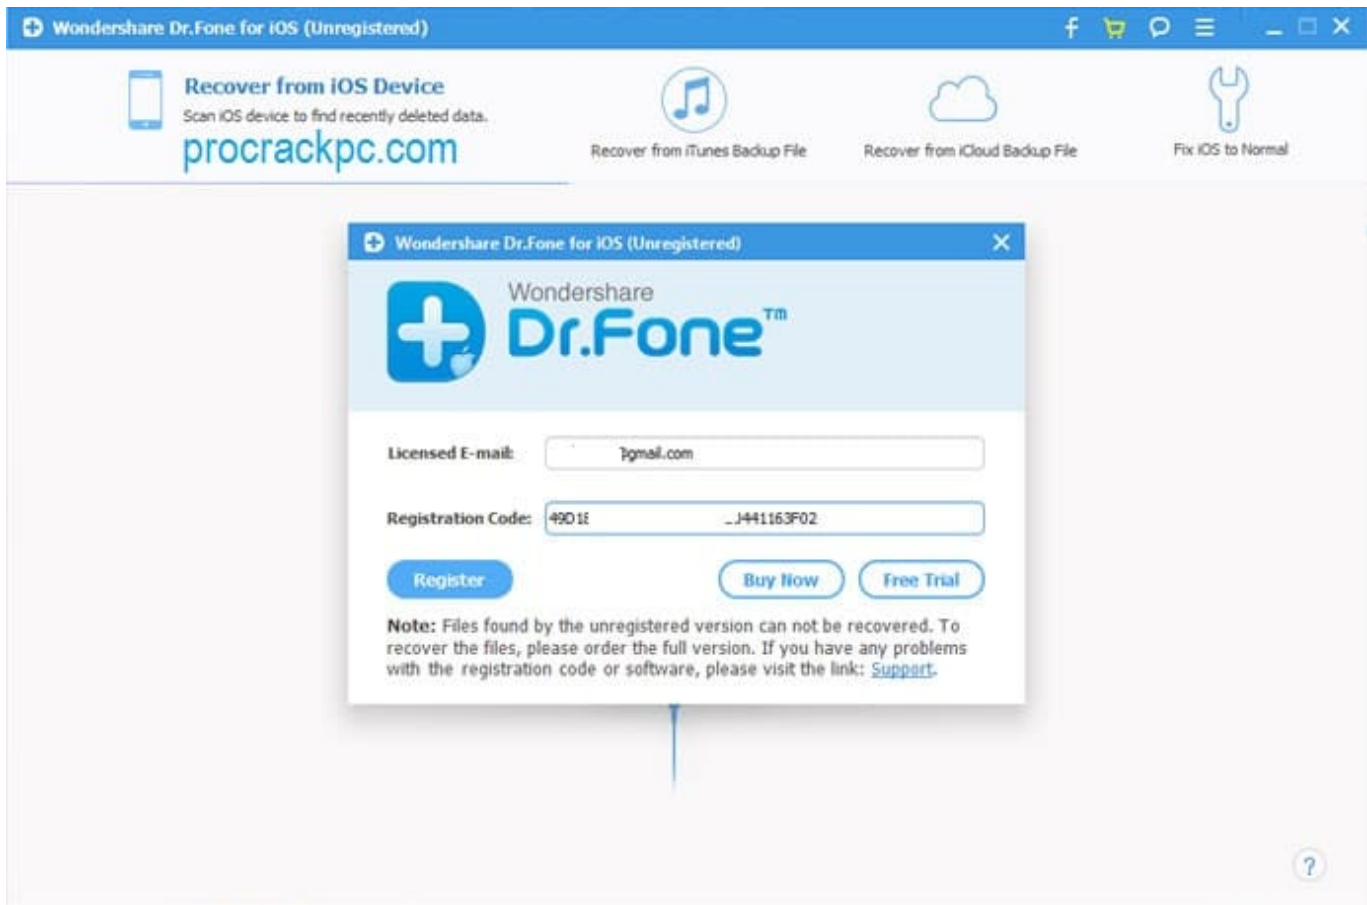 Wondershare Dr.Fone for iOS (Unregistered)
Recover from iOS Device
Scan iOS device to find recently deleted data.
procrackpc.com
Recover from iTunes Backup File
Recover from iCloud Backup File
Fix iOS to Normal
Wondershare Dr.Fone for iOS (Unregistered)
Wondershare
Dr.Fone™
Licensed E-mail:
gmail.com
Registration Code:
49D18 441163F02
Register
Buy Now
Free Trial
Note: Files found by the unregistered version can not be recovered. To
recover the files, please order the full version. If you have any problems
with the registration code or software, please visit the link: Support.
?